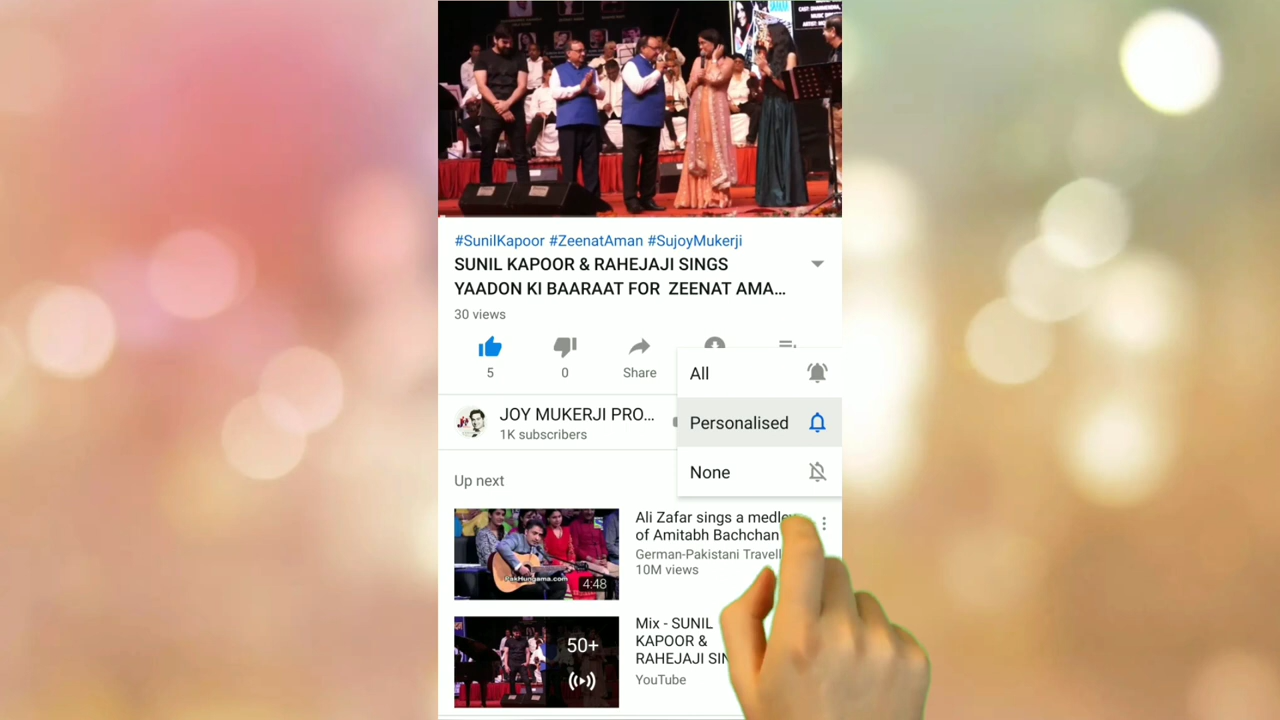 #SunilKapoor #ZeenatAman #SujoyMukerji
SUNIL KAPOOR & RAHEJAJI SINGS
YAADON KI BAARAAT FOR ZEENAT AMA...
30 views
5
0
Share
All
Personalised
None
JOY MUKERJI PRO...
1K subscribers
Up next
Ali Zafar sings a medley
of Amitabh Bachchan
German-Pakistani Travell
10M views
PakHungama.com
4:48
Mix - SUNIL
KAPOOR &
RAHEJAJI SIN
YouTube
50+